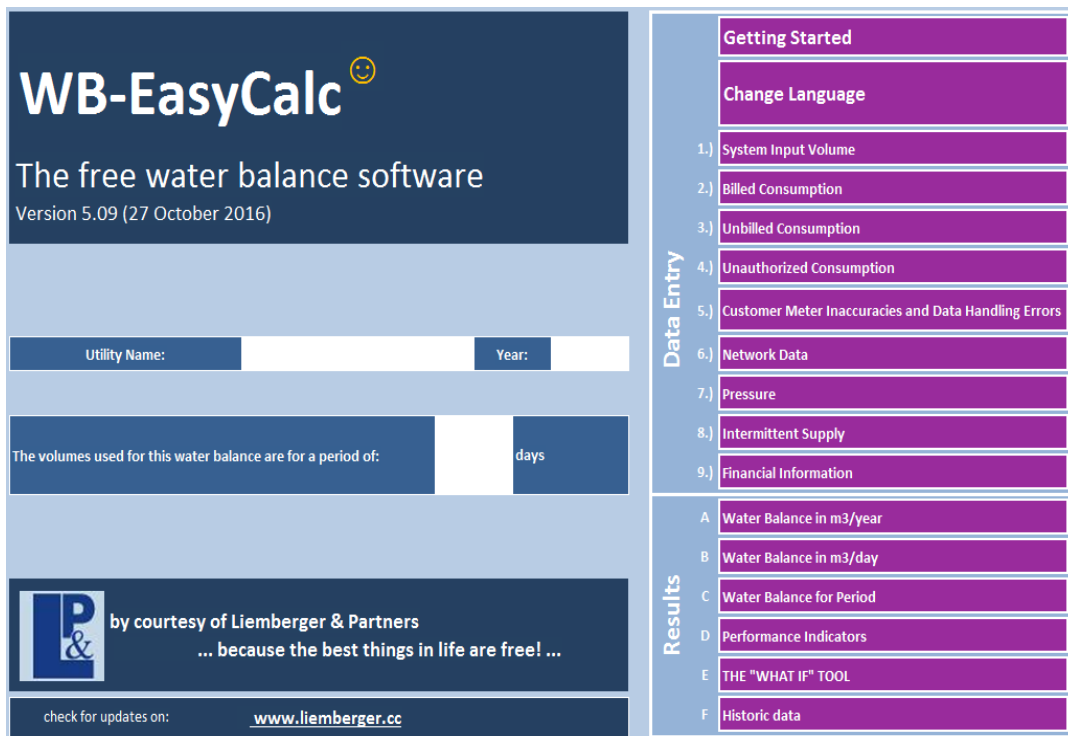 WB-EasyCalc
The free water balance software
Version 5.09 (27 October 2016)
Utility Name:
Year:
The volumes used for this water balance are for a period of:
days
LP&
by courtesy of Liemberger & Partners
... because the best things in life are free! ...
check for updates on:
www.liemberger.cc
Getting Started
Change Language
Data Entry
1.) System Input Volume
2.) Billed Consumption
3.) Unbilled Consumption
4.) Unauthorized Consumption
5.) Customer Meter Inaccuracies and Data Handling Errors
6.) Network Data
7.) Pressure
8.) Intermittent Supply
9.) Financial Information
Results
A Water Balance in m3/year
B Water Balance in m3/day
C Water Balance for Period
D Performance Indicators
E THE "WHAT IF" TOOL
F Historic data